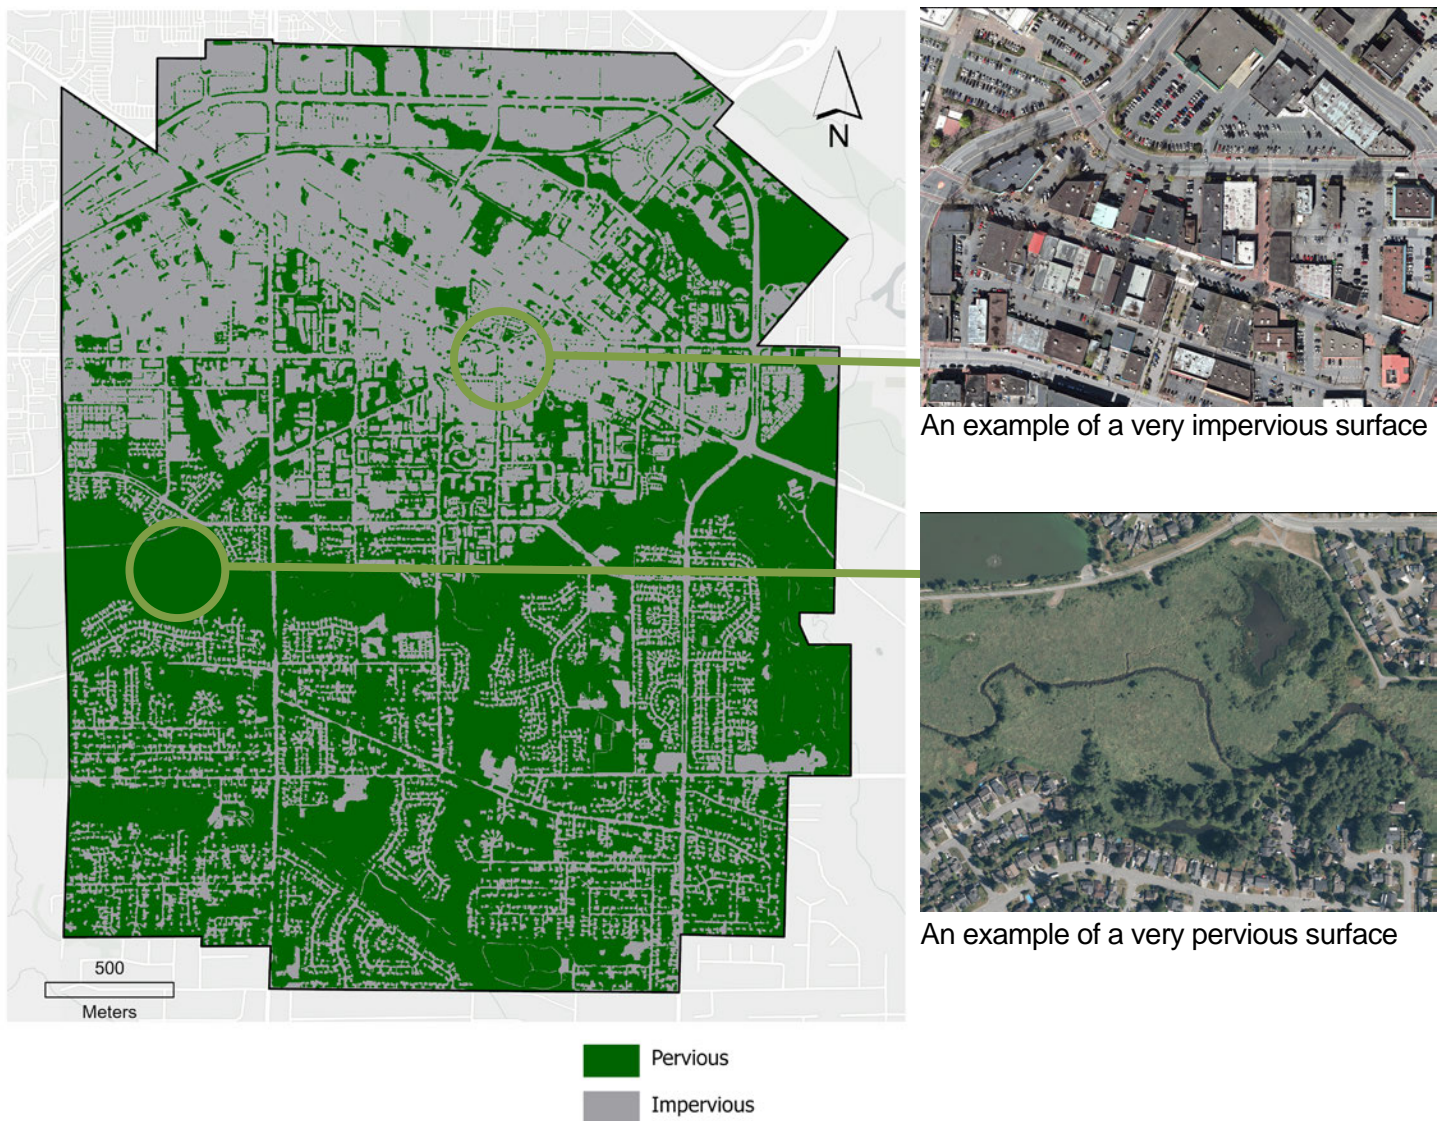 N
An example of a very impervious surface
An example of a very pervious surface
500
Meters
Pervious
Impervious